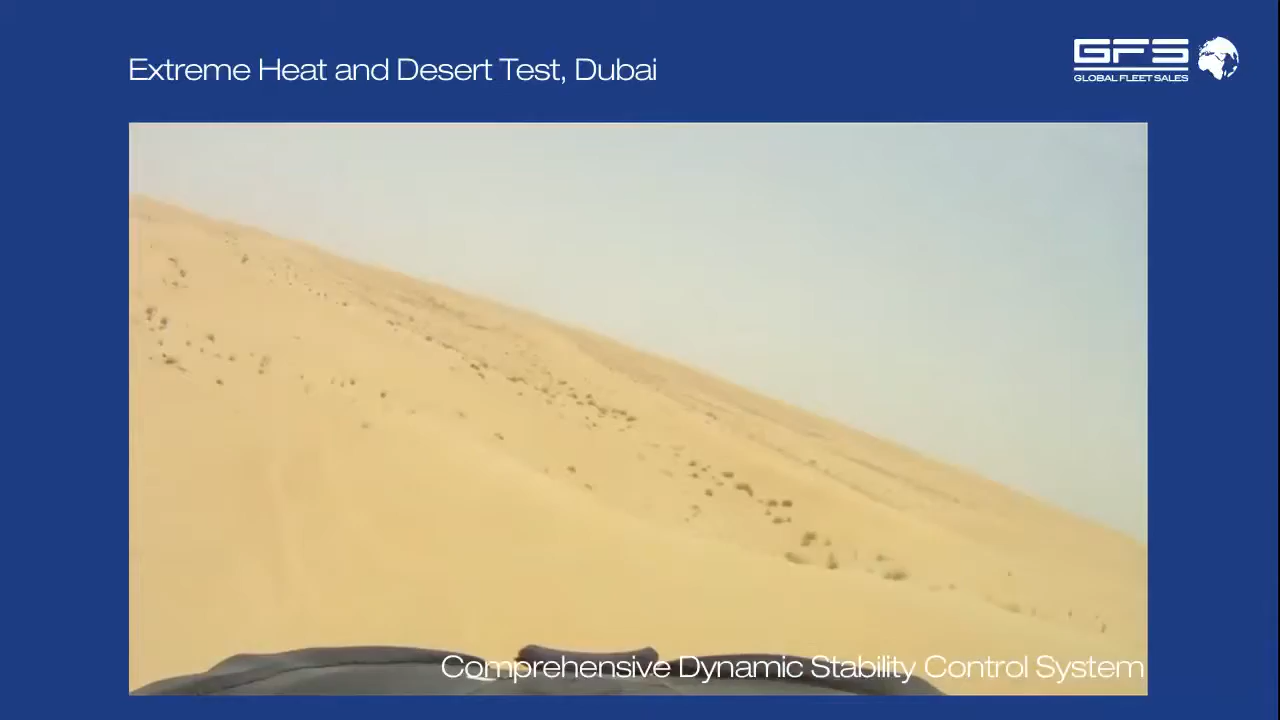 Extreme Heat and Desert Test, Dubai
GFS
GLOBAL FLEET SALES
Comprehensive Dynamic Stability Control System